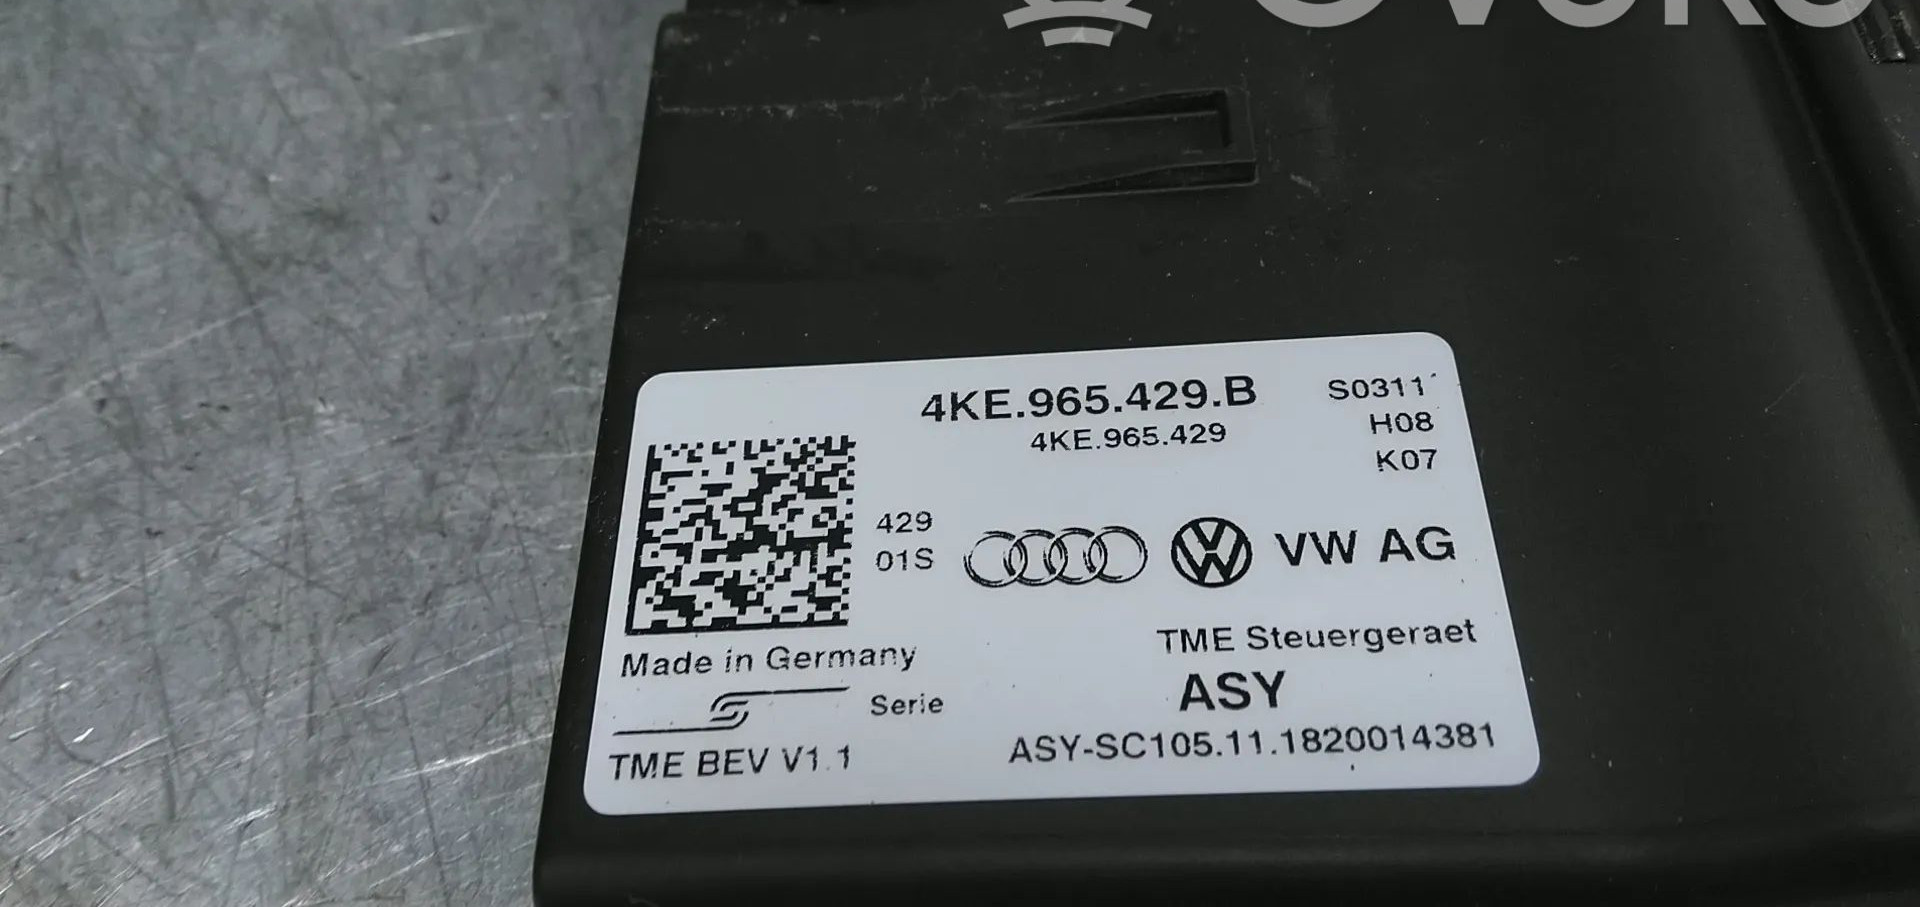 4KE.965.429.B
4KE.965.429
S0311
H08
K07
429
01S
VW AG
Made in Germany
TME Steuergeraet
Serie
ASY
TME BEV V1.1
ASY-SC105.11.1820014381